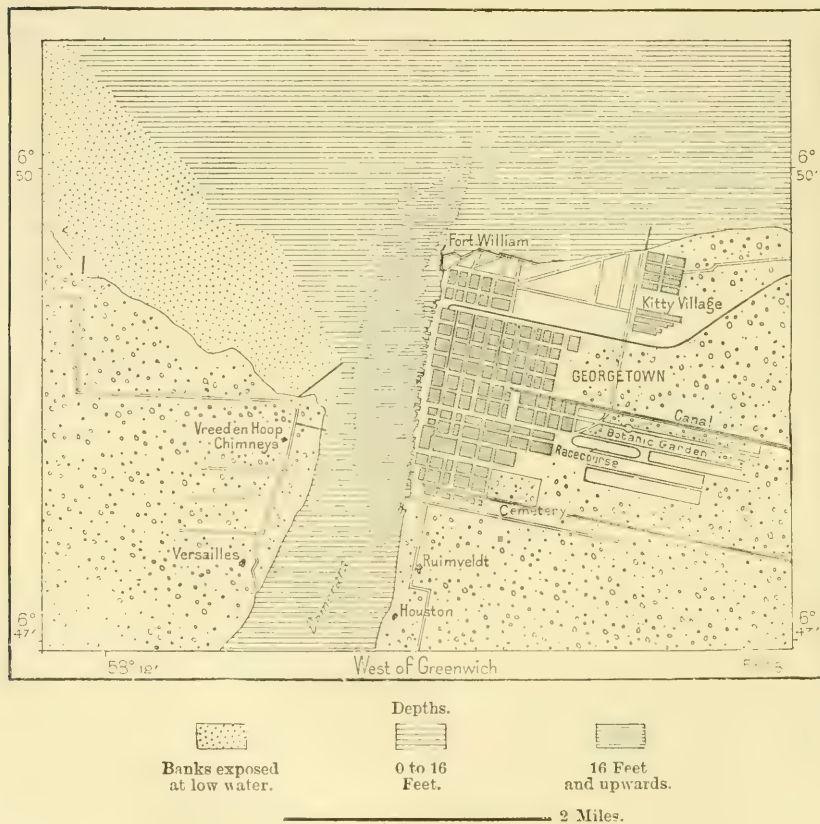 6°
50'
6°
50'
Fort William
Kitty Village
GEORGETOWN
Canal
Botanic Garden
Racecourse
Vreed'en Hoop
Chimneys
Cemetery
Versailles
Ruimveldt
Houston
6°
47'
6°
47'
58° 12'
West of Greenwich
Depths.
Banks exposed
at low water.
0 to 16
Feet.
16 Feet
and upwards.
2 Miles.